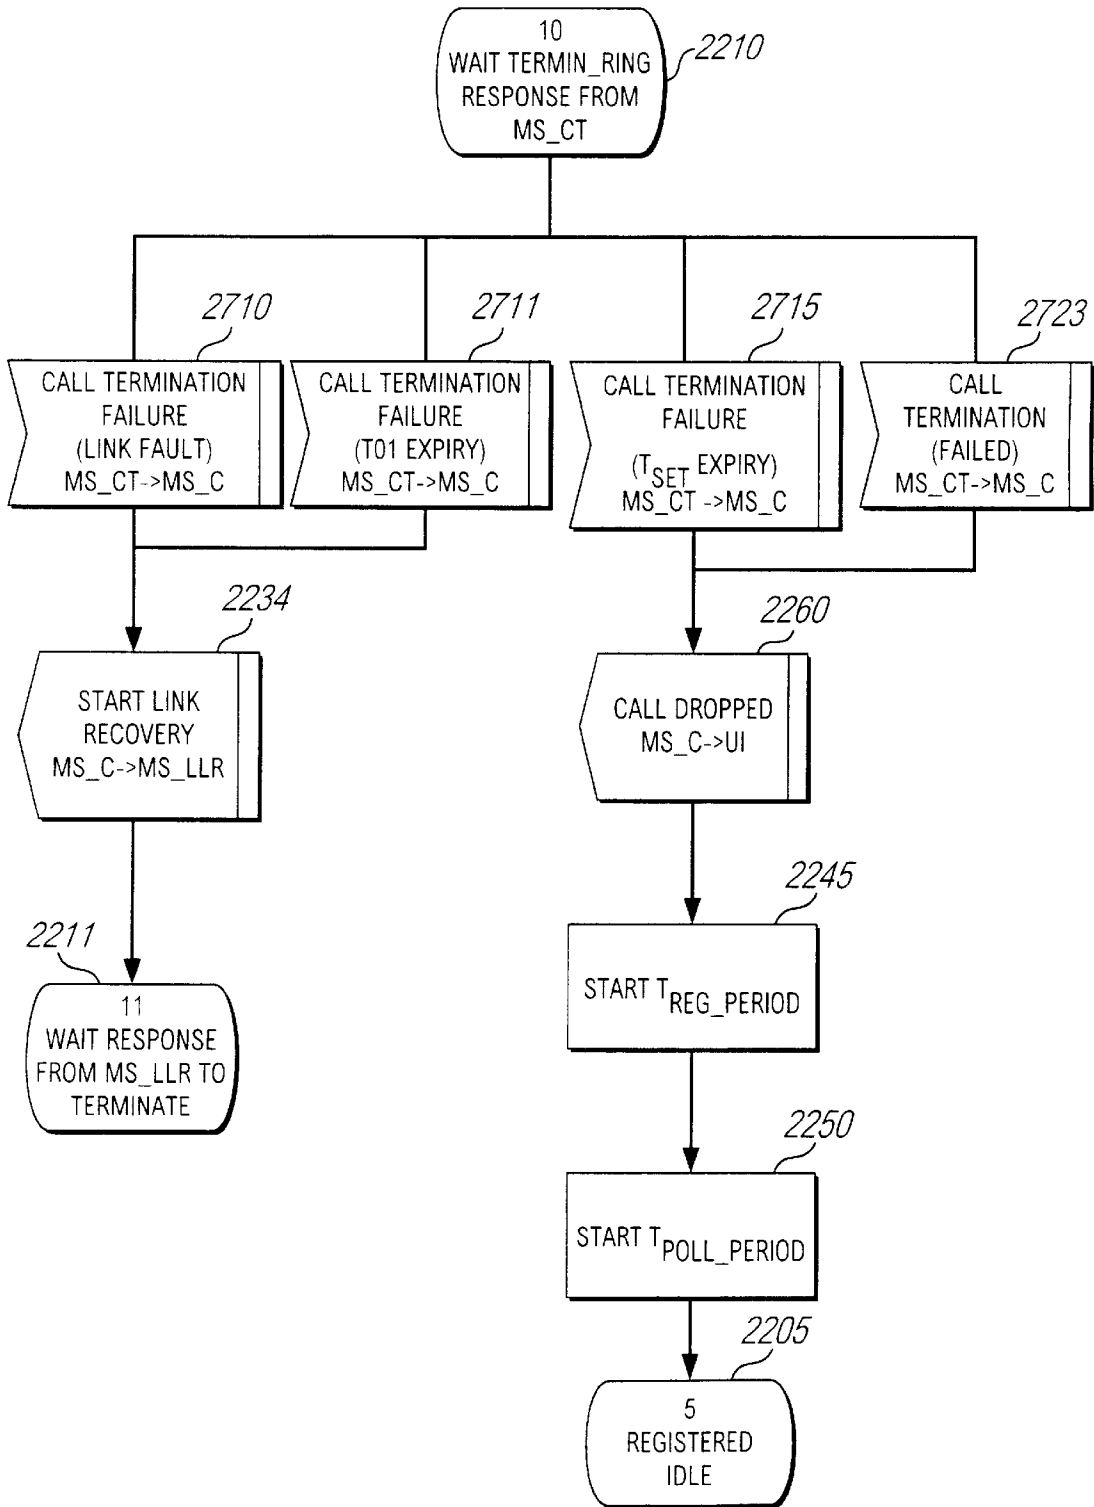 10
WAIT TERMIN_RING
RESPONSE FROM
MS_CT
2210
2710
CALL TERMINATION
FAILURE
(LINK FAULT)
MS_CT->MS_C
2711
CALL TERMINATION
FAILURE
(T01 EXPIRY)
MS_CT->MS_C
2715
CALL TERMINATION
FAILURE
(TSET EXPIRY)
MS_CT->MS_C
2723
CALL
TERMINATION
(FAILED)
MS_CT->MS_C
2234
START LINK
RECOVERY
MS_C->MS_LLR
2260
CALL DROPPED
MS_C->UI
2211
11
WAIT RESPONSE
FROM MS_LLR TO
TERMINATE
2245
START TREG_PERIOD
2250
START TPOLL_PERIOD
2205
5
REGISTERED
IDLE